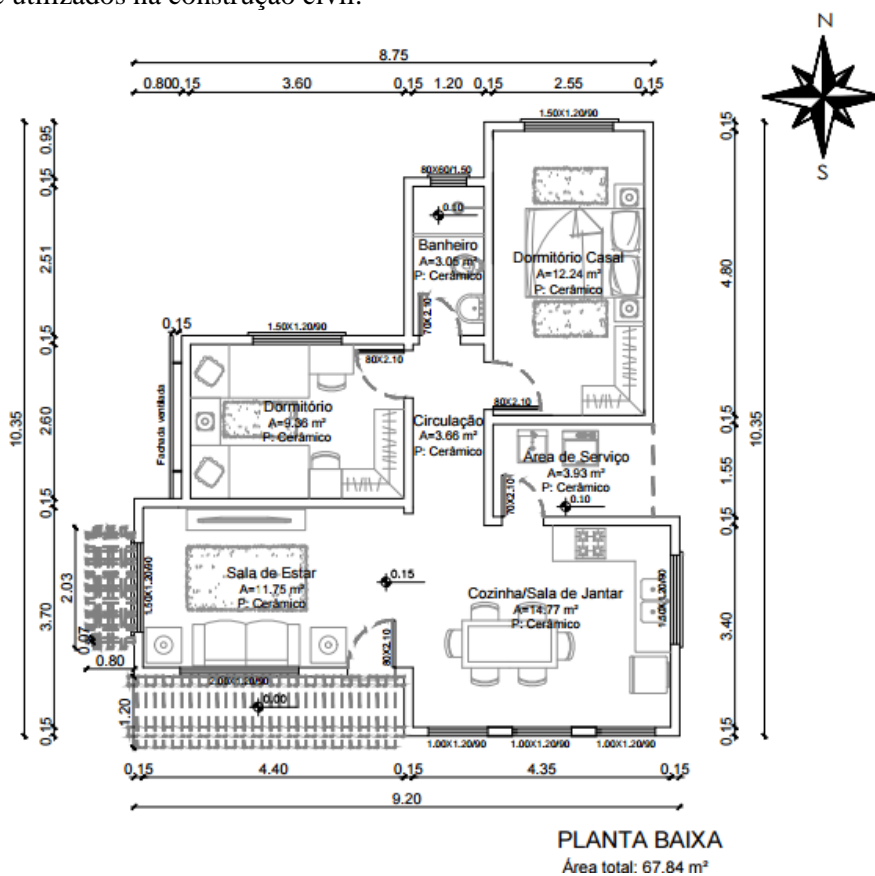 utilizados na construção civil.
N
S
8.75
0.80 0,15 3.60 0,15 1.20 0,15 2.55 0,15
1.50X1.20/90
0,15
0.95
0,15
80X60/1.50
0.10
Banheiro
A=3.05 m²
P: Cerâmico
Dormitório Casal
A=12.24 m²
P: Cerâmico
2.51
4.80
70X2.10
0,15
1.50X1.20/90
0,15
80X2.10
Fachada ventilada
Dormitório
A=9.36 m²
P: Cerâmico
2.60
80X2.10
Circulação
A=3.66 m²
P: Cerâmico
0,15
10.35
10.35
Área de Serviço
A=3.93 m²
P: Cerâmico
1.55
70X2.10
0.10
0,15
0,15
2.03
1.50X1.20/90
Sala de Estar
A=11.75 m²
P: Cerâmico
0.15
Cozinha/Sala de Jantar
A=14.77 m²
P: Cerâmico
1.50X1.20/90
3.70
3.40
0.07
0.80
80X2.10
2.00X1.20/90
0.00
1.20
0,15
0,15
1.00X1.20/90 1.00X1.20/90 1.00X1.20/90
0,15 4.40 0,15 4.35 0,15
9.20
PLANTA BAIXA
Área total: 67.84 m²